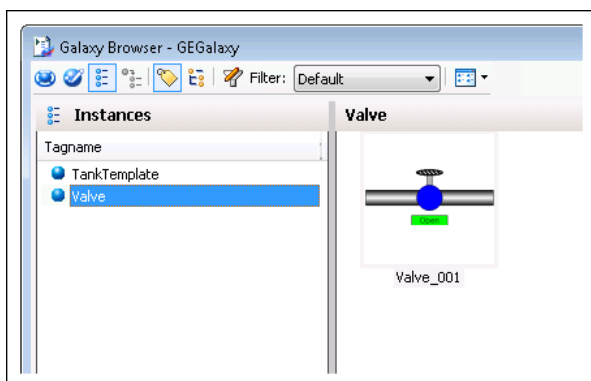 Galaxy Browser - GEGalaxy
Filter: Default
Instances
Valve
Tagname
TankTemplate
Valve
Open
Valve_001